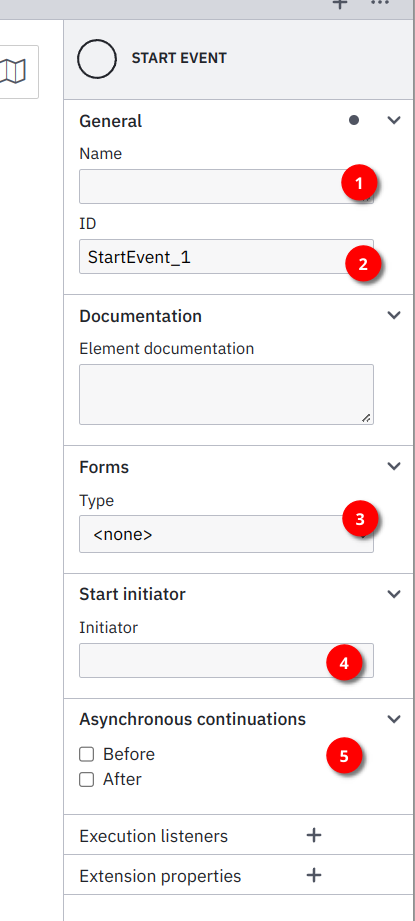 START EVENT
General
Name
1
ID
StartEvent_1
2
Documentation
Element documentation
Forms
Type
<none>
3
Start initiator
Initiator
4
Asynchronous continuations
Before
5
After
Execution listeners
Extension properties